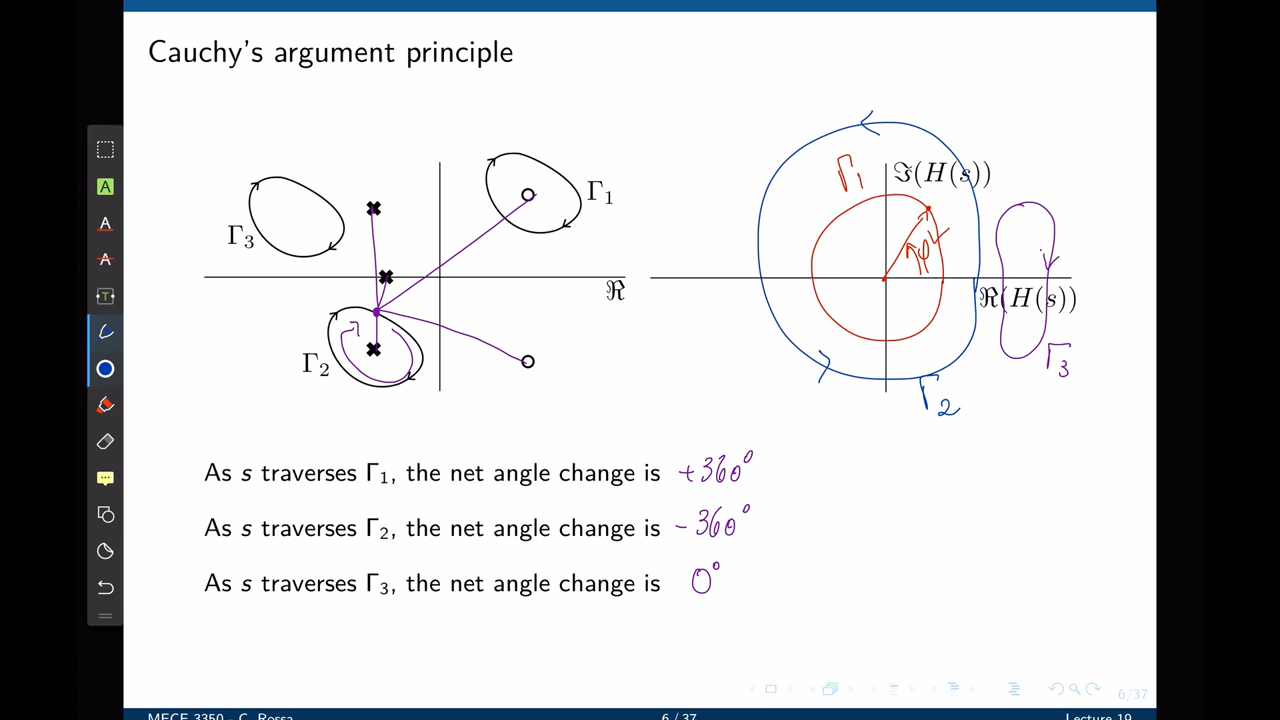 Cauchy's argument principle
Γ₁
Γ₃
Γ₂
ℜ
Γ₁
ℑ(H(s))
φ
ℜ(H(s))
Γ₃
Γ₂
As s traverses Γ₁, the net angle change is +360°
As s traverses Γ₂, the net angle change is -360°
As s traverses Γ₃, the net angle change is 0°
6/37
MECE 3350 - C. Rossa
6 / 37
Lecture 19
A
A
A
T